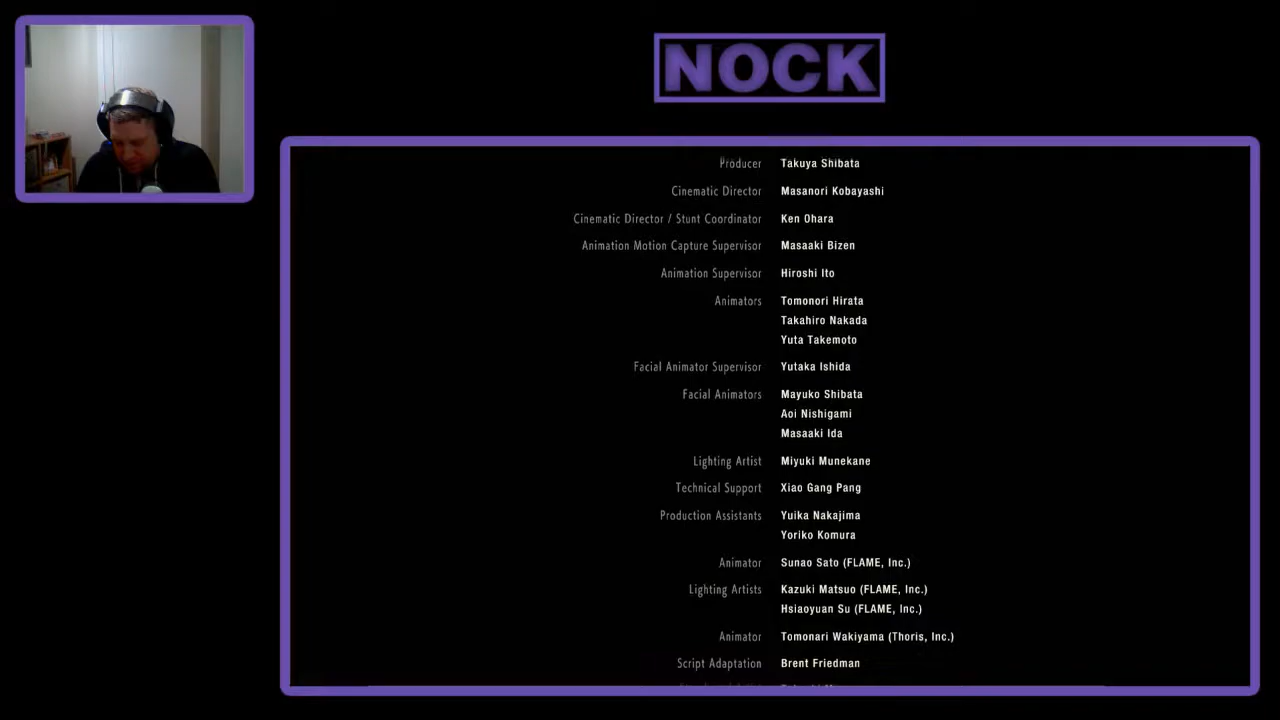 NOCK
Producer Takuya Shibata
Cinematic Director Masanori Kobayashi
Cinematic Director / Stunt Coordinator Ken Ohara
Animation Motion Capture Supervisor Masaaki Bizen
Animation Supervisor Hiroshi Ito
Animators Tomonori Hirata
Takahiro Nakada
Yuta Takemoto
Facial Animator Supervisor Yutaka Ishida
Facial Animators Mayuko Shibata
Aoi Nishigami
Masaaki Ida
Lighting Artist Miyuki Munekane
Technical Support Xiao Gang Pang
Production Assistants Yuika Nakajima
Yoriko Komura
Animator Sunao Sato (FLAME, Inc.)
Lighting Artists Kazuki Matsuo (FLAME, Inc.)
Hsiaoyuan Su (FLAME, Inc.)
Animator Tomonari Wakiyama (Thoris, Inc.)
Script Adaptation Brent Friedman